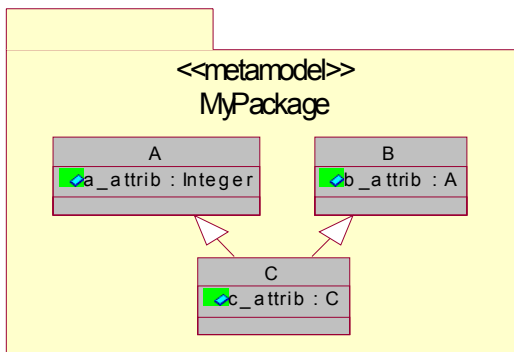 <<metamodel>>
MyPackage
A
a_attrib : Integer
B
b_attrib : A
C
c_attrib : C